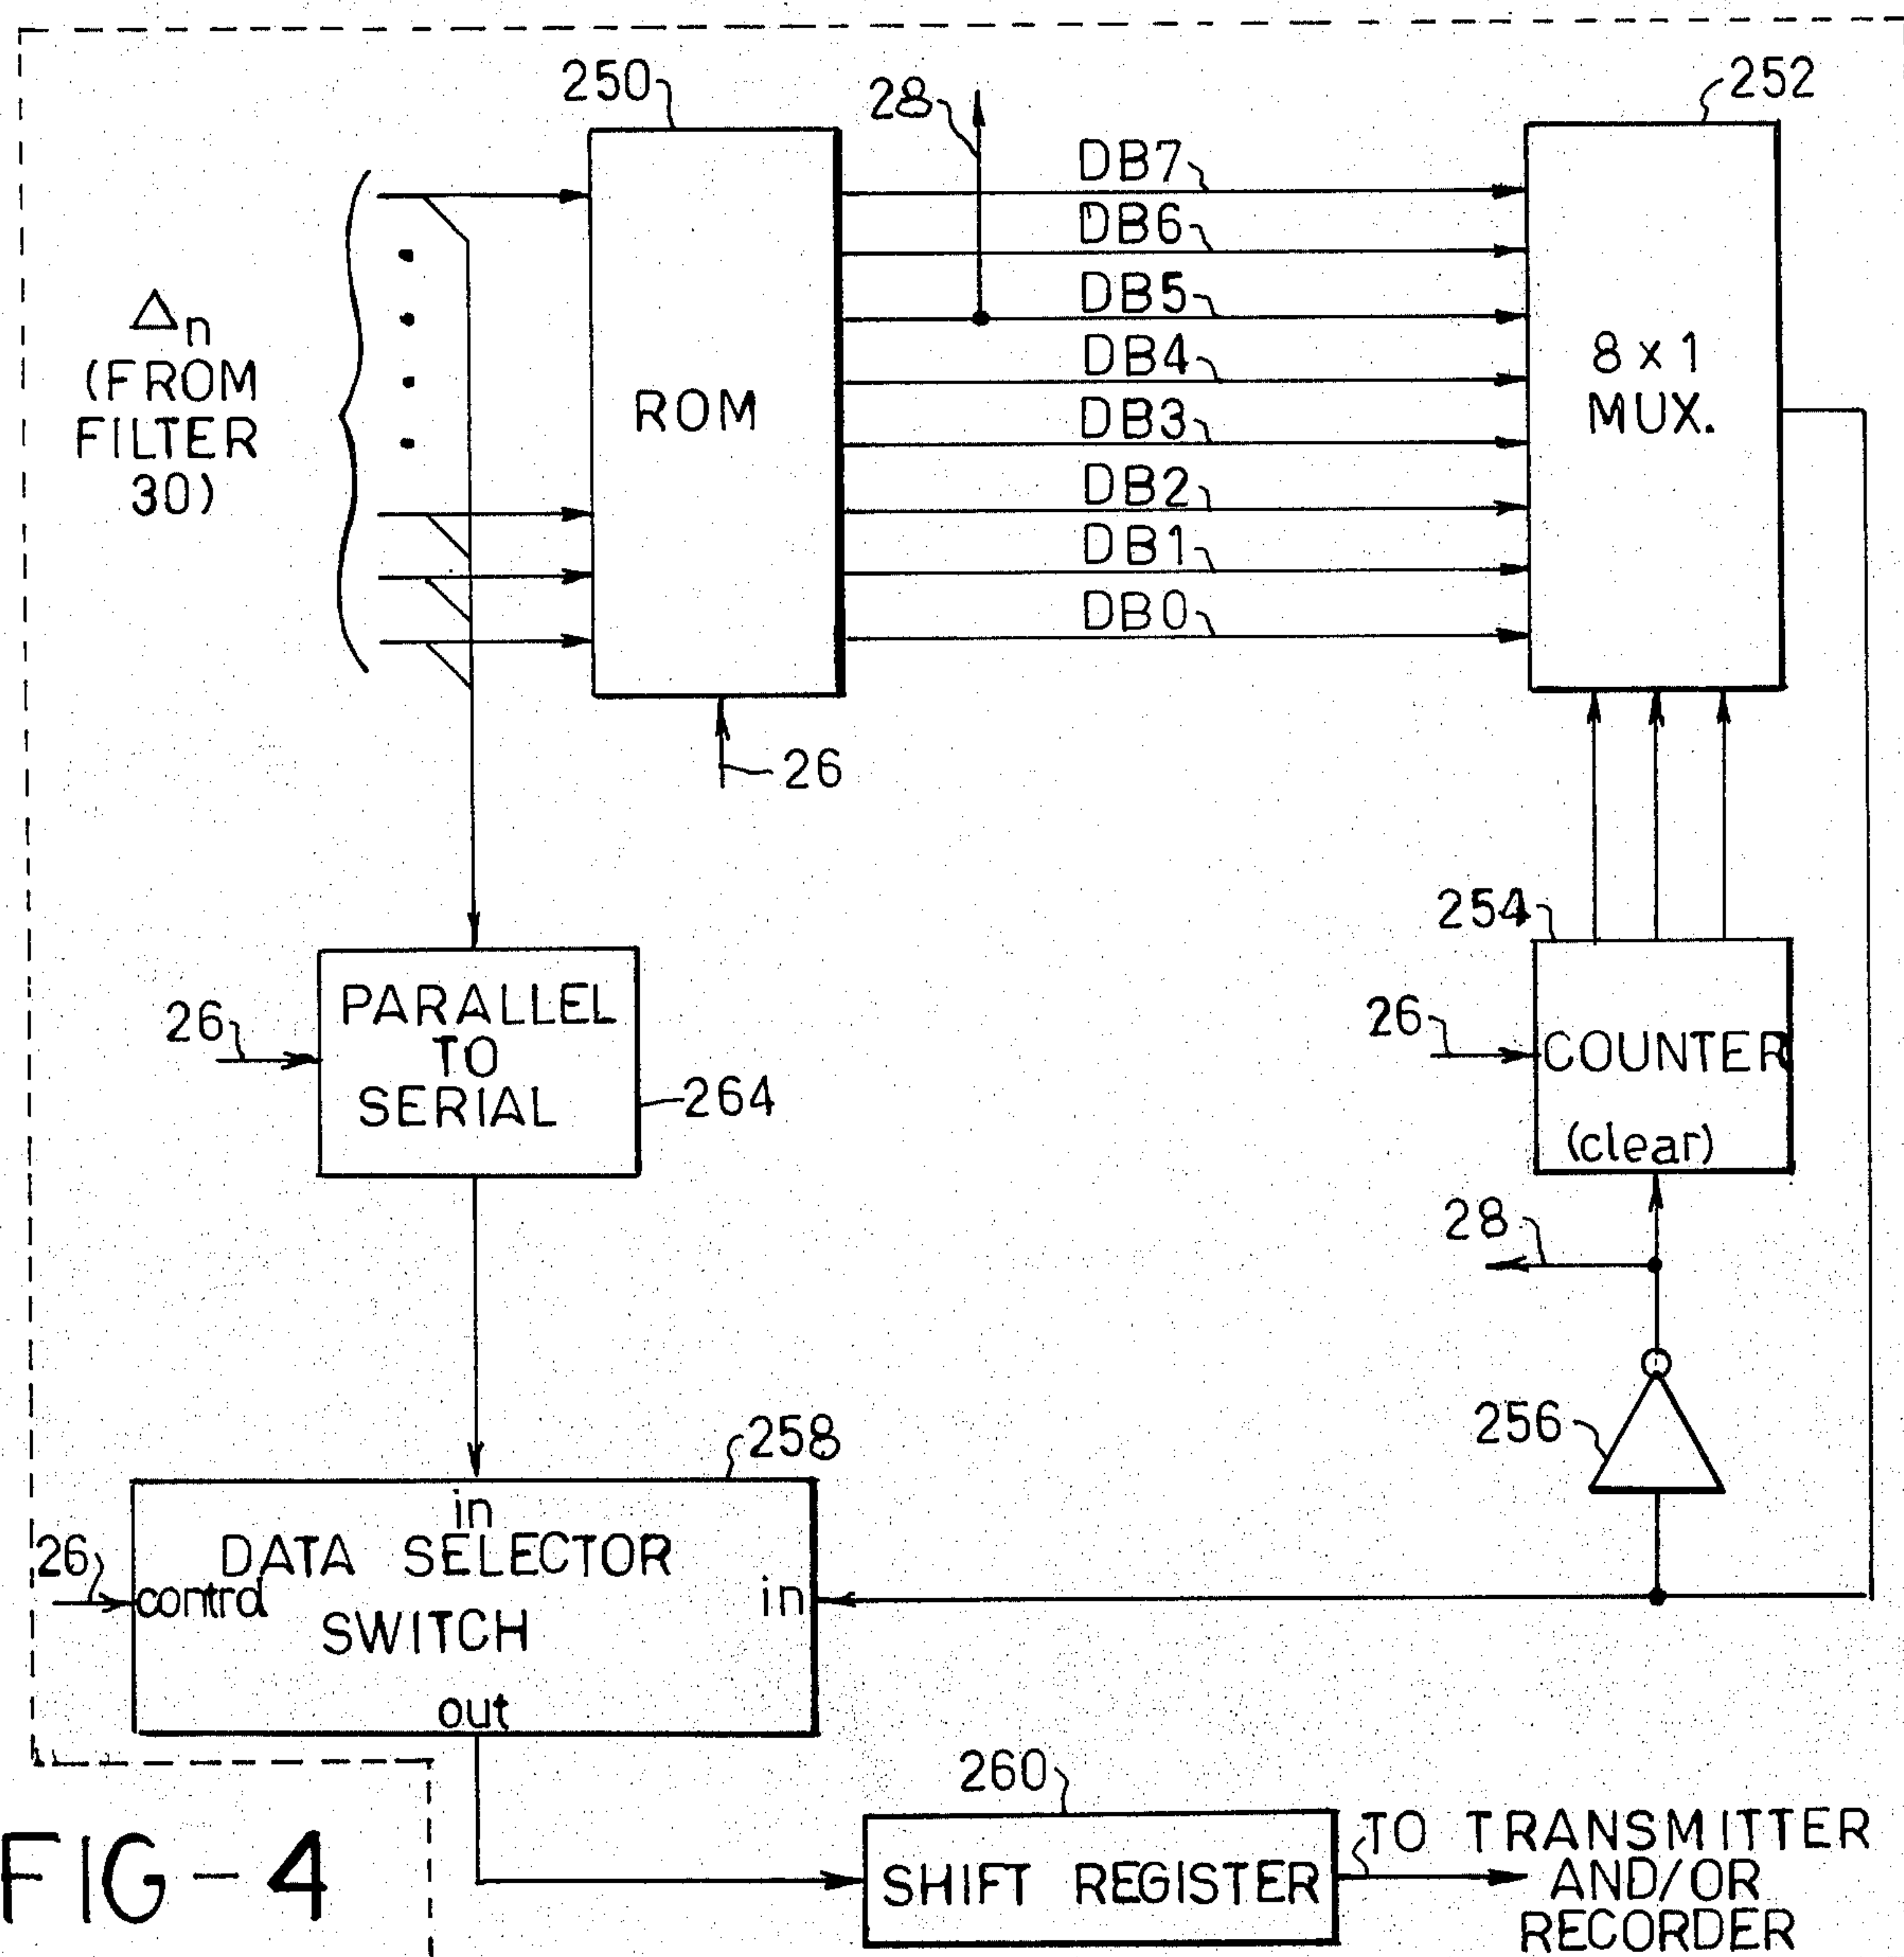 250
28
252
DB7
DB6
DB5
DB4
DB3
DB2
DB1
DB0
Δn
(FROM
FILTER
30)
ROM
8 x 1
MUX.
26
254
26
PARALLEL
TO
SERIAL
264
26
COUNTER
(clear)
28
256
258
in
DATA SELECTOR
SWITCH
26
control
in
out
260
SHIFT REGISTER
TO TRANSMITTER
AND/OR
RECORDER
FIG-4